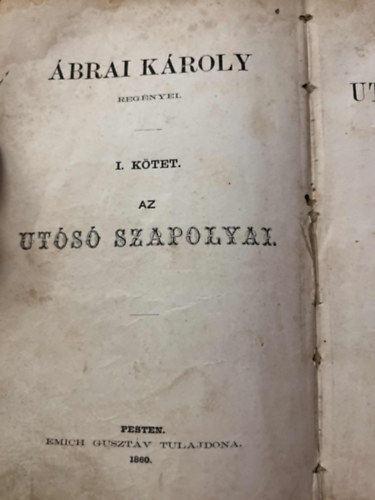 ÁBRAI KÁROLY
REGÉNYEI.
I. KÖTET.
AZ
UTÓSÓ SZAPOLYAI.
PESTEN.
EMICH GUSZTÁV TULAJDONA.
1860.
UT